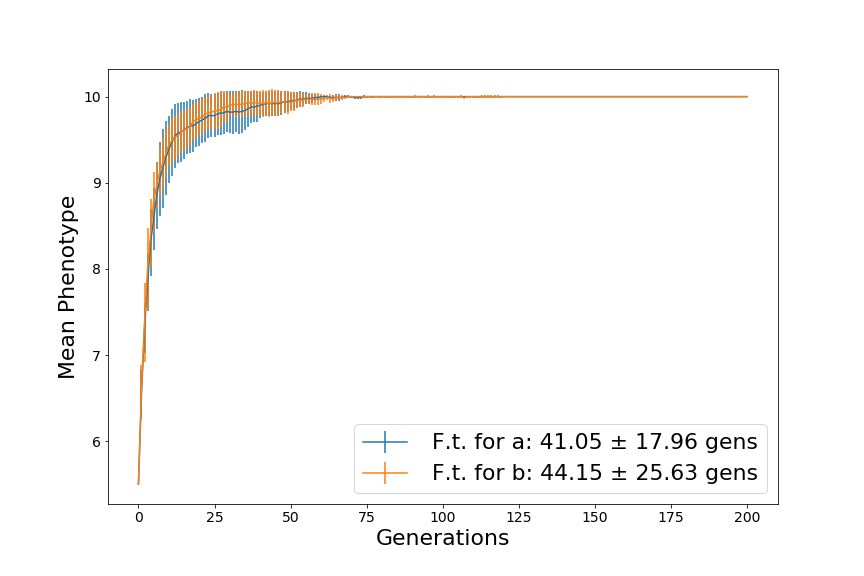 10
9
8
7
6
Mean Phenotype
F.t. for a: 41.05 ± 17.96 gens
F.t. for b: 44.15 ± 25.63 gens
0 25 50 75 100 125 150 175 200
Generations